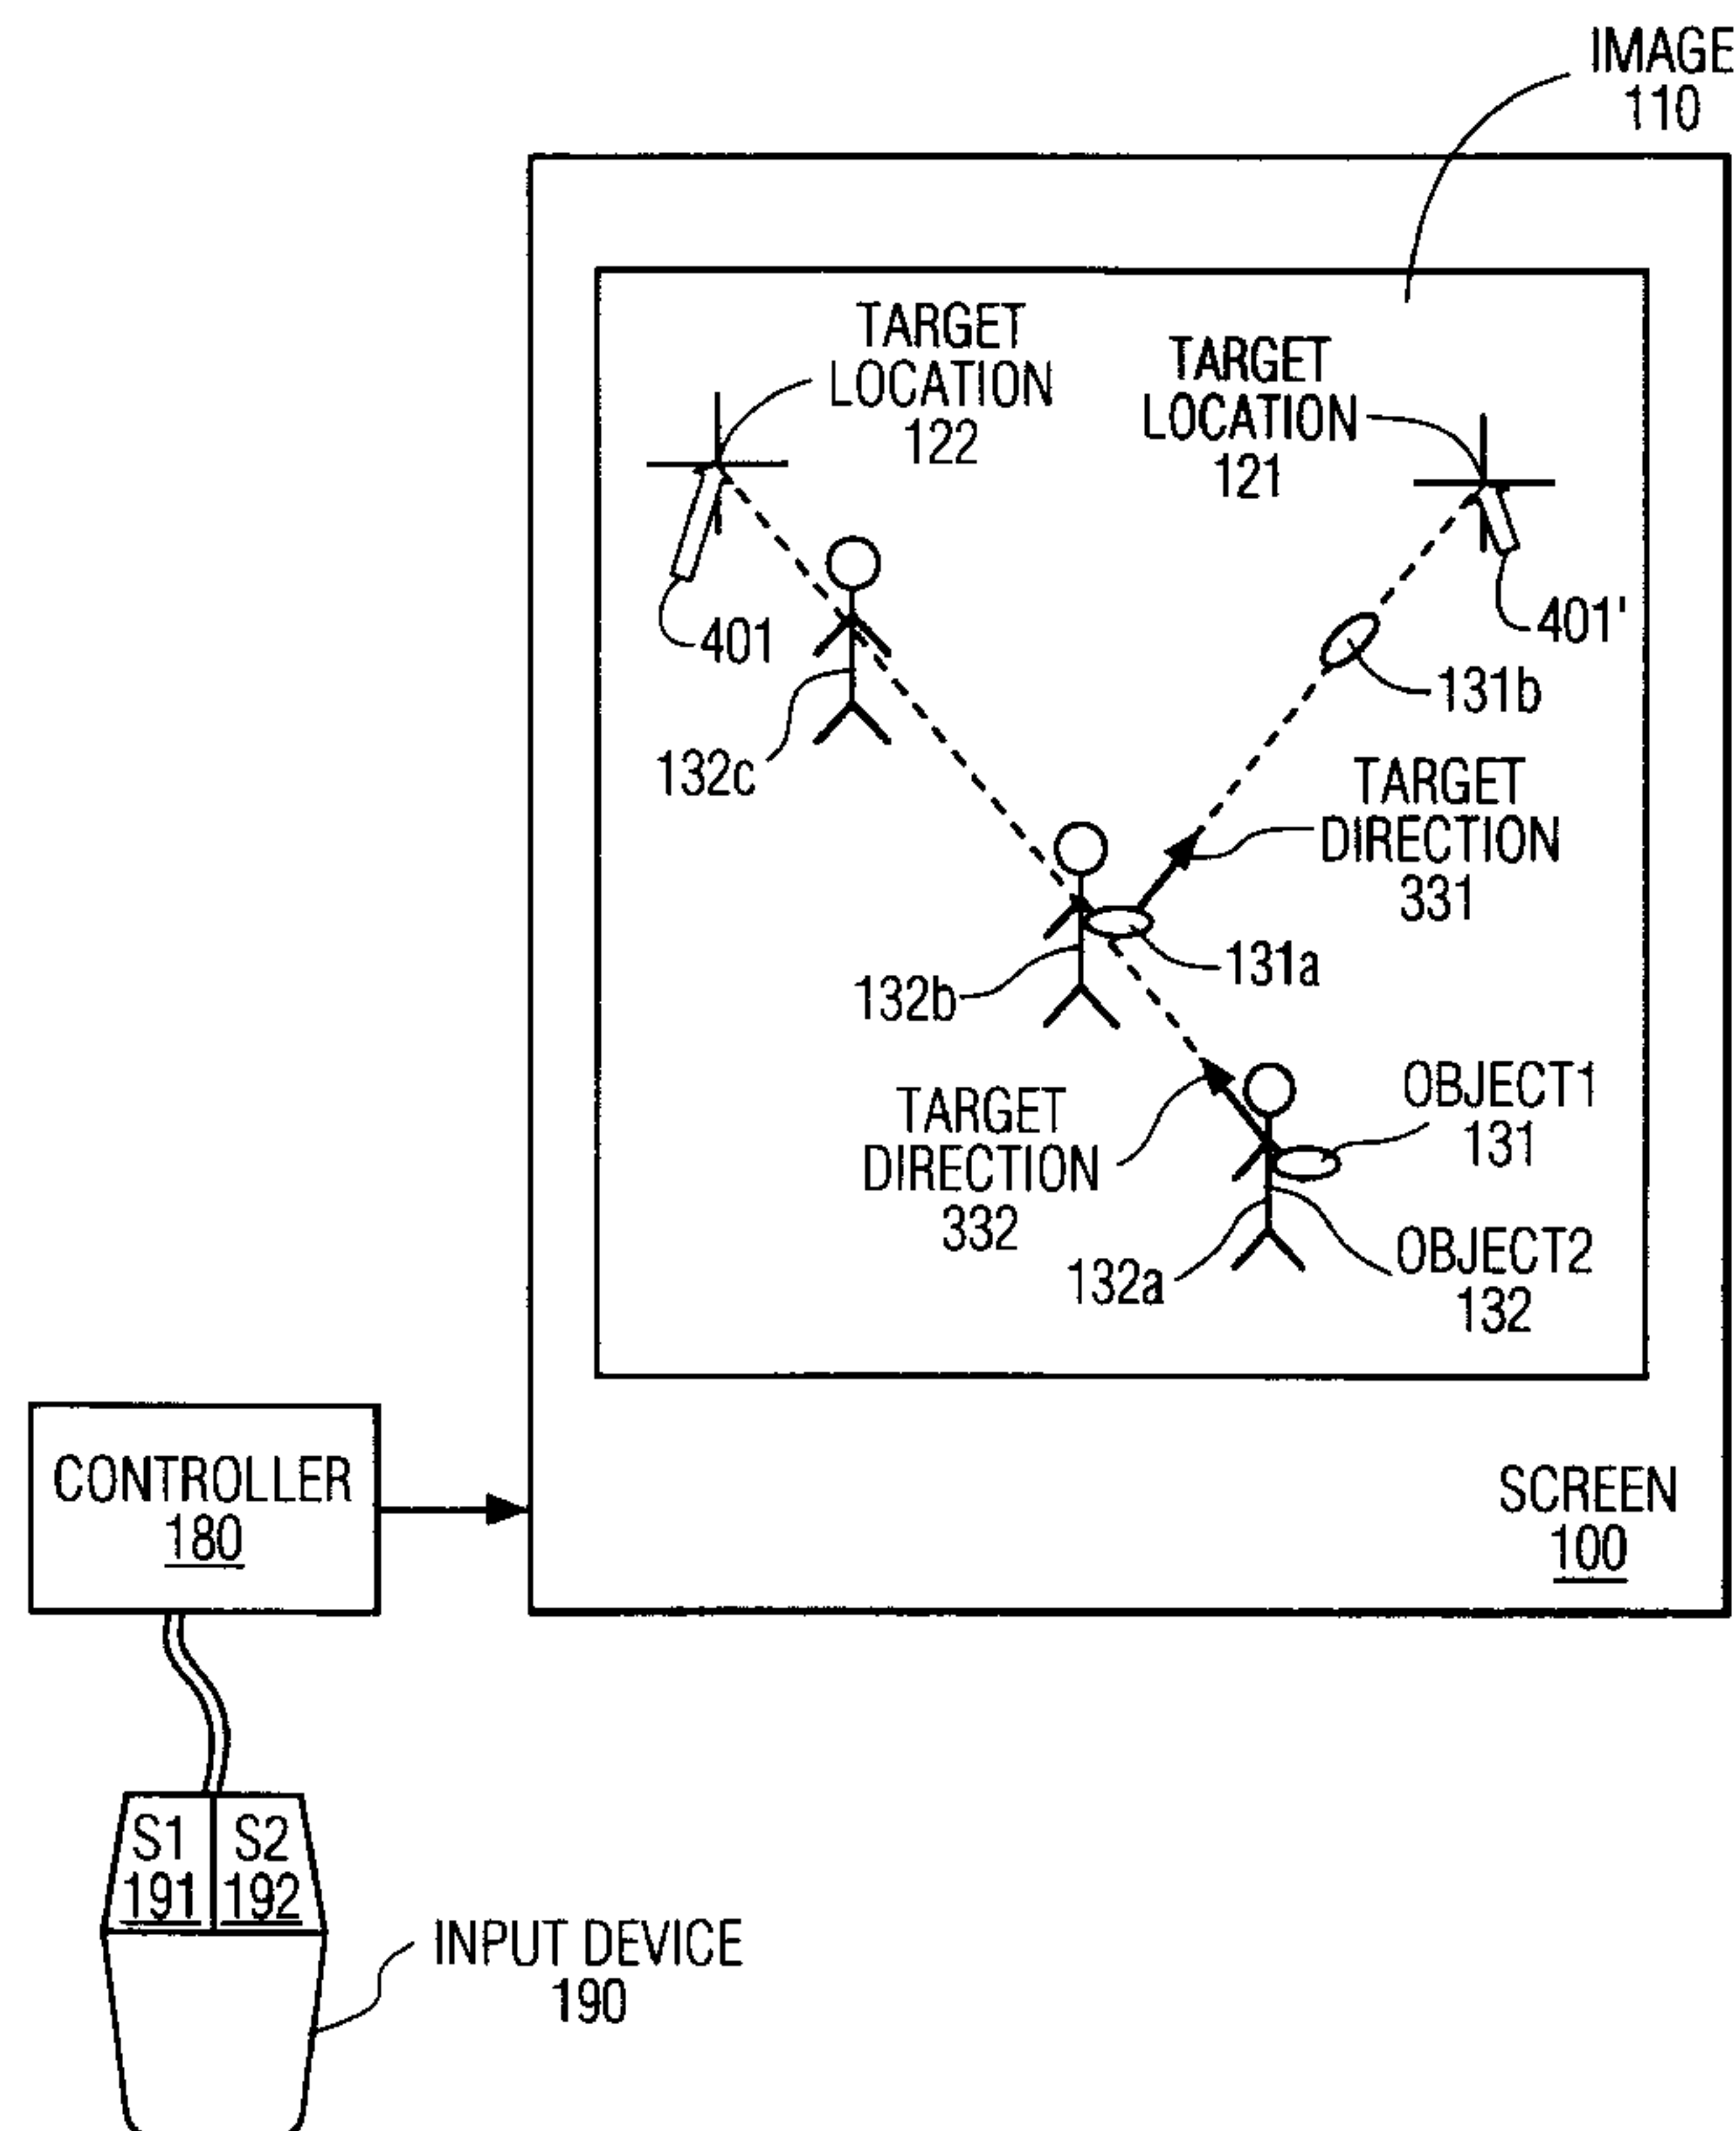 IMAGE
110
TARGET
LOCATION
122
TARGET
LOCATION
121
401
401'
131b
132c
TARGET
DIRECTION
331
131a
132b
OBJECT1
131
TARGET
DIRECTION
332
OBJECT2
132
132a
CONTROLLER
180
SCREEN
100
S1
191
S2
192
INPUT DEVICE
190